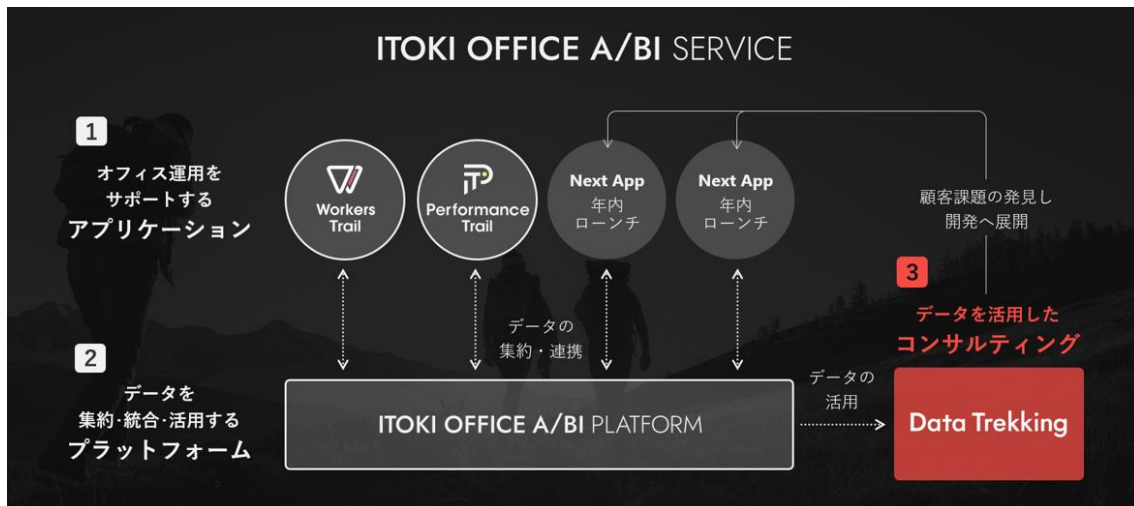 ITOKI OFFICE A/BI SERVICE
1
オフィス運用を
サポートする
アプリケーション
Workers
Trail
Performance
Trail
Next App
年内
ローンチ
Next App
年内
ローンチ
顧客課題の発見し
開発へ展開
データの
集約・連携
2
データを
集約・統合・活用する
プラットフォーム
ITOKI OFFICE A/BI PLATFORM
データの
活用
3
データを活用した
コンサルティング
Data Trekking